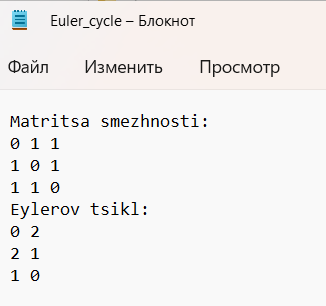 Euler_cycle – Блокнот
Файл Изменить Просмотр
Matritsa smezhnosti:
0 1 1
1 0 1
1 1 0
Eylerov tsikl:
0 2
2 1
1 0